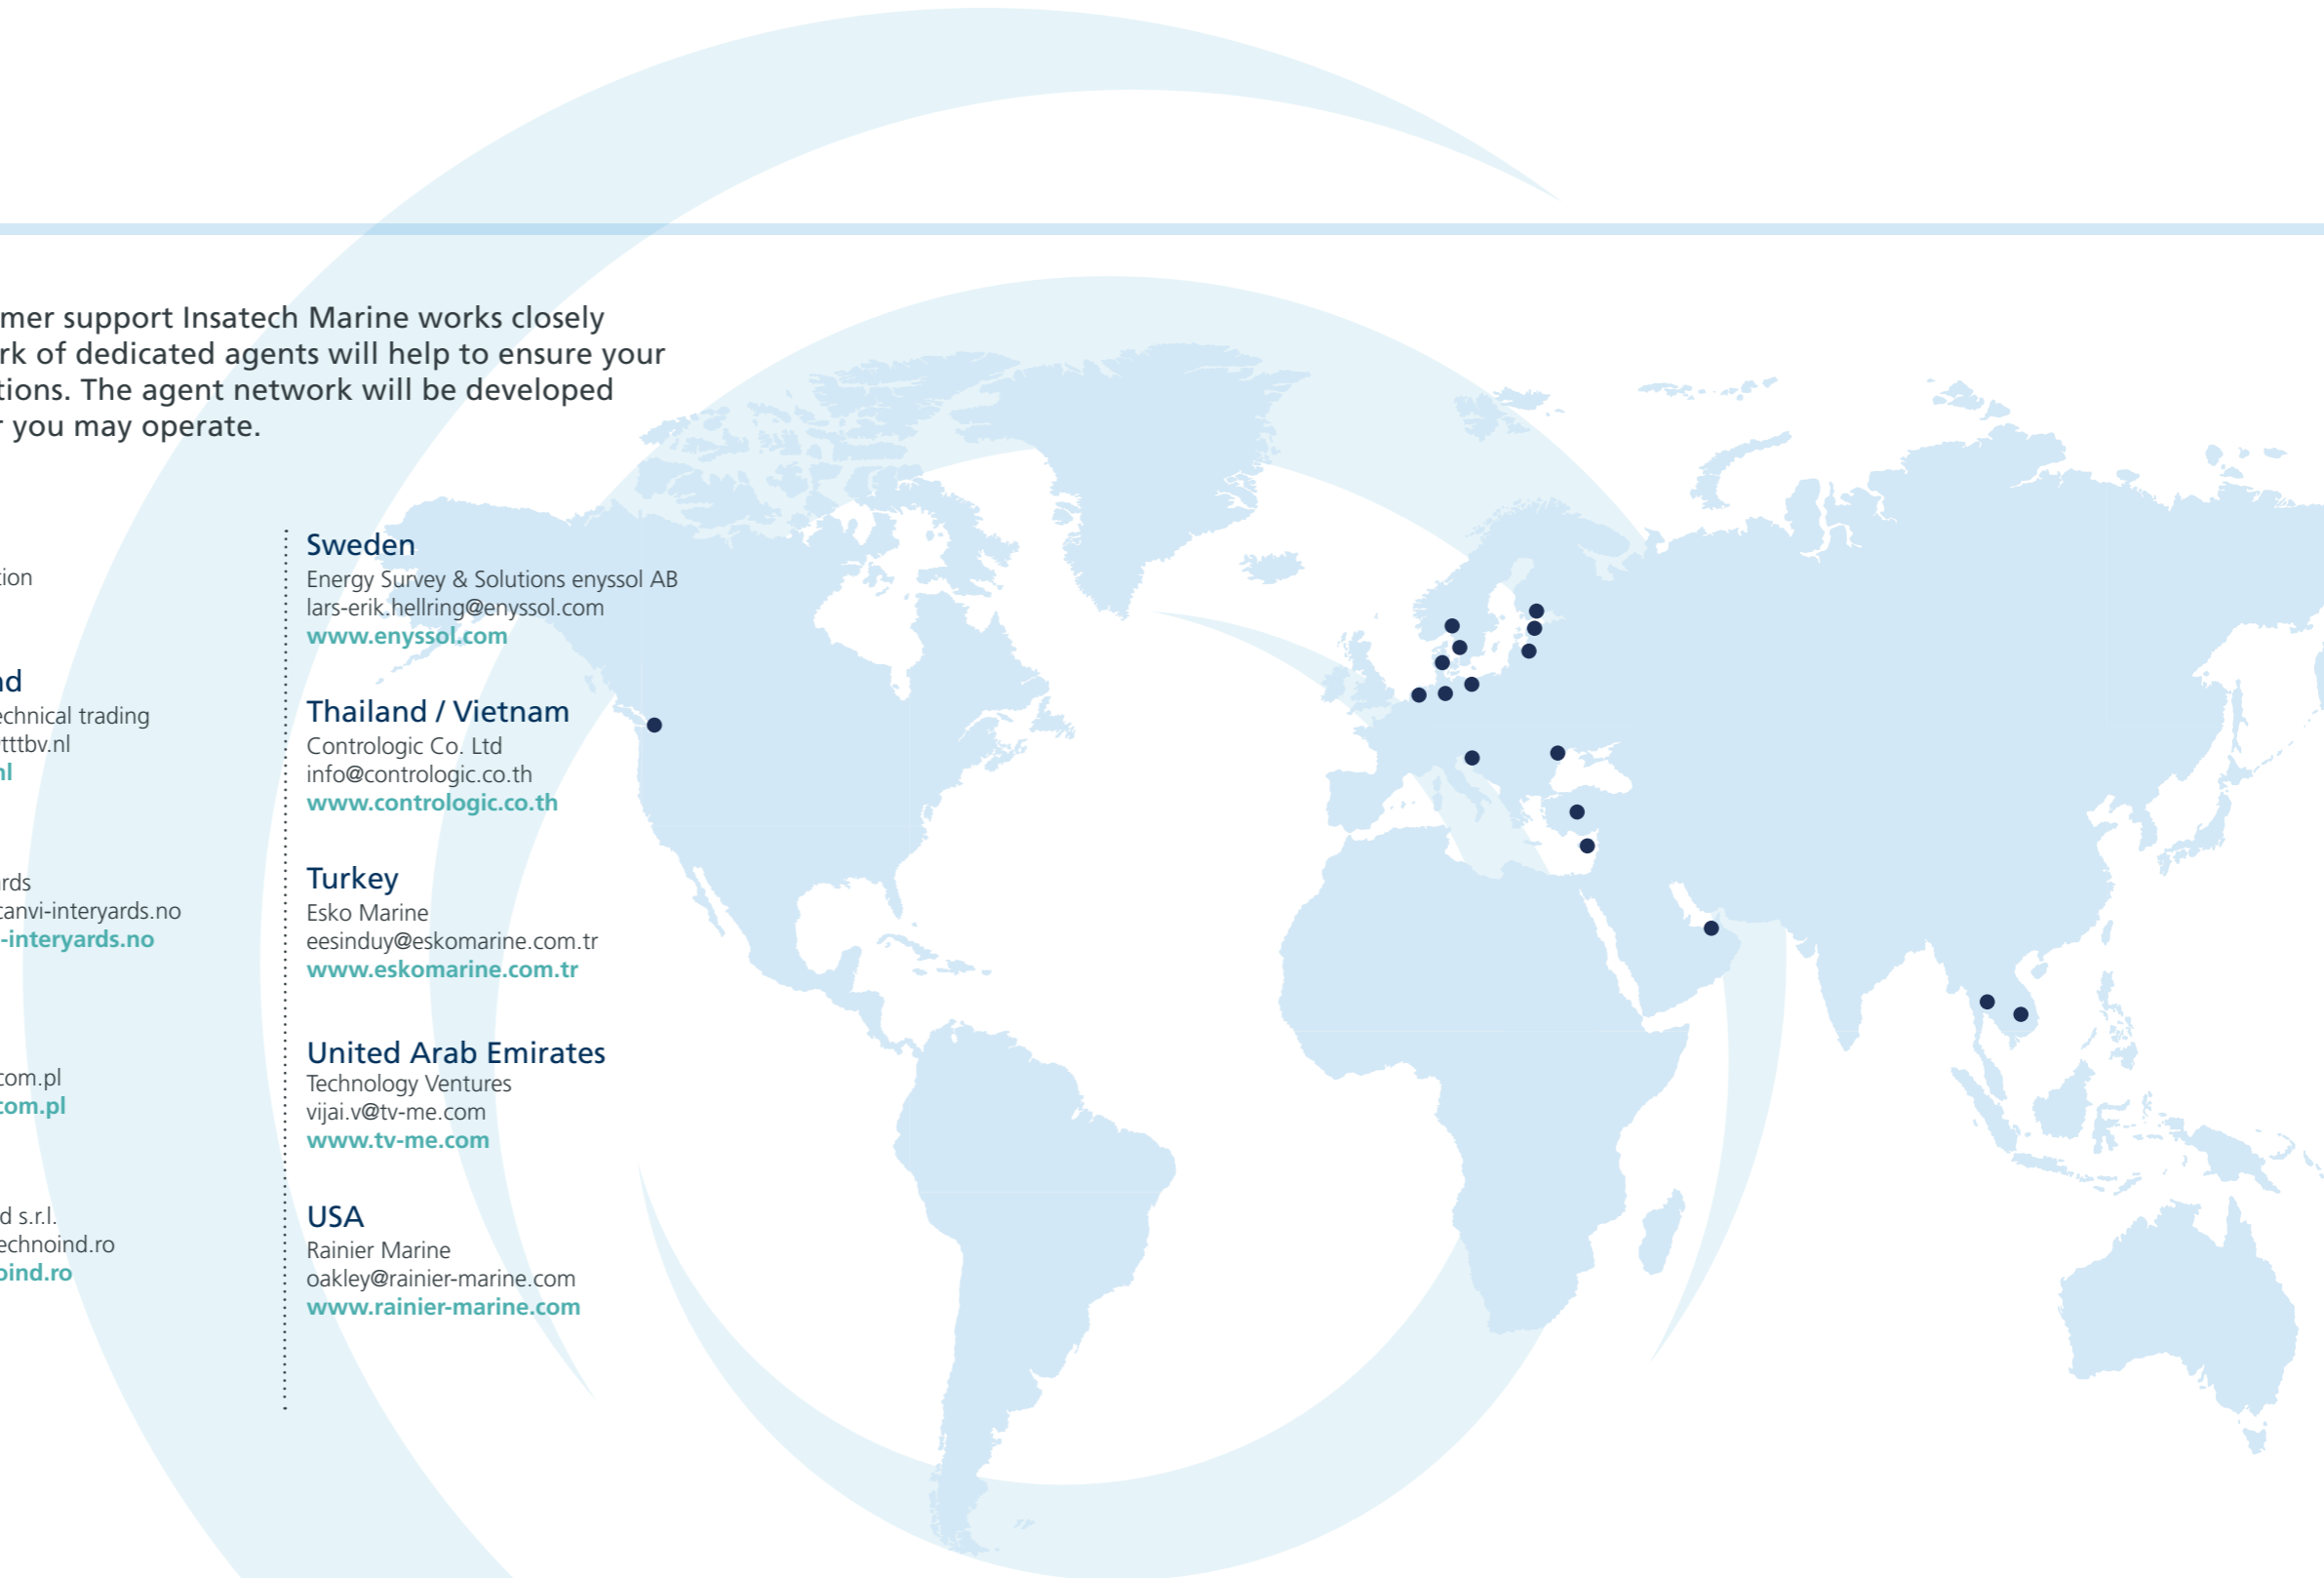 mer support Insatech Marine works closely
rk of dedicated agents will help to ensure your
tions. The agent network will be developed
r you may operate.
tion
nd
echnical trading
tttbv.nl
nl
ards
canvi-interyards.no
-interyards.no
com.pl
com.pl
d s.r.l.
echnoind.ro
oind.ro
Sweden
Energy Survey & Solutions enyssol AB
lars-erik.hellring@enyssol.com
www.enyssol.com
Thailand / Vietnam
Contrologic Co. Ltd
info@contrologic.co.th
www.contrologic.co.th
Turkey
Esko Marine
eesinduy@eskomarine.com.tr
www.eskomarine.com.tr
United Arab Emirates
Technology Ventures
vijai.v@tv-me.com
www.tv-me.com
USA
Rainier Marine
oakley@rainier-marine.com
www.rainier-marine.com